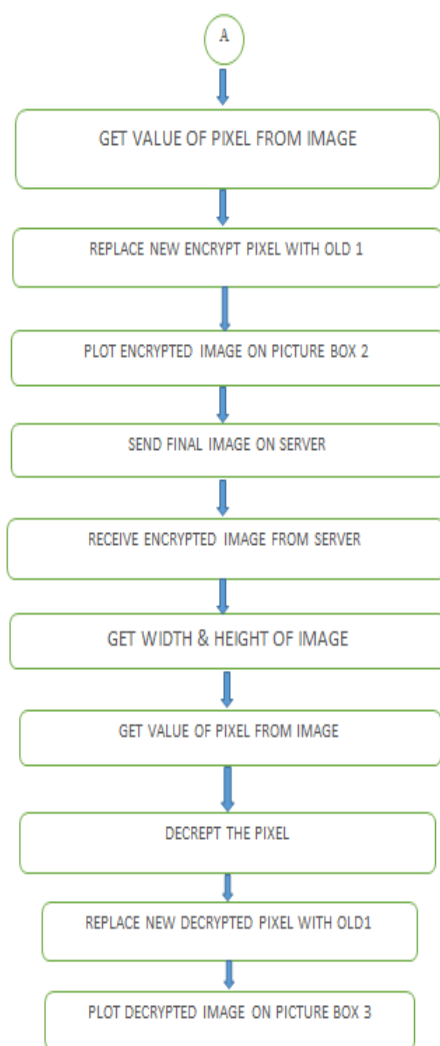 A
GET VALUE OF PIXEL FROM IMAGE
REPLACE NEW ENCRYPT PIXEL WITH OLD 1
PLOT ENCRYPTED IMAGE ON PICTURE BOX 2
SEND FINAL IMAGE ON SERVER
RECEIVE ENCRYPTED IMAGE FROM SERVER
GET WIDTH & HEIGHT OF IMAGE
GET VALUE OF PIXEL FROM IMAGE
DECREPT THE PIXEL
REPLACE NEW DECRYPTED PIXEL WITH OLD1
PLOT DECRYPTED IMAGE ON PICTURE BOX 3